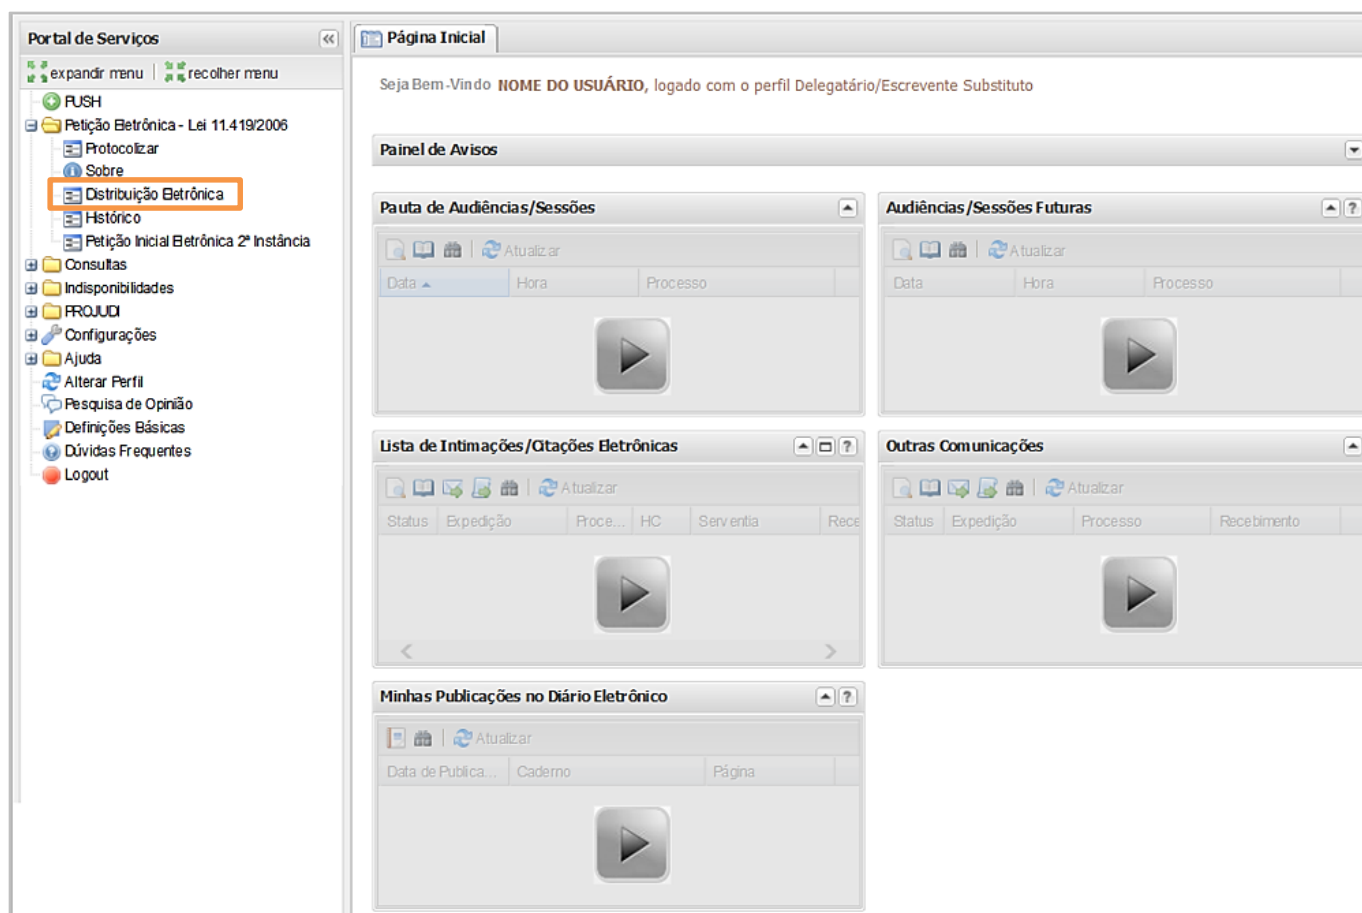 Portal de Serviços
expandir menu | recolher menu
PUSH
Petição Eletrônica - Lei 11.419/2006
Protocolizar
Sobre
Distribuição Eletrônica
Histórico
Petição Inicial Eletrônica 2ª Instância
Consultas
Indisponibilidades
PROJUDI
Configurações
Ajuda
Alterar Perfil
Pesquisa de Opinião
Definições Básicas
Dúvidas Frequentes
Logout
Página Inicial
Seja Bem-Vindo NOME DO USUÁRIO, logado com o perfil Delegatário/Escrevente Substituto
Painel de Avisos
Pauta de Audiências/Sessões
Atualizar
Data Hora Processo
Audiências/Sessões Futuras ?
Atualizar
Data Hora Processo
Lista de Intimações/Citações Eletrônicas ?
Atualizar
Status Expedição Proce... HC Serventia Rece
Outras Comunicações
Atualizar
Status Expedição Processo Recebimento
Minhas Publicações no Diário Eletrônico ?
Atualizar
Data de Publica... Caderno Página